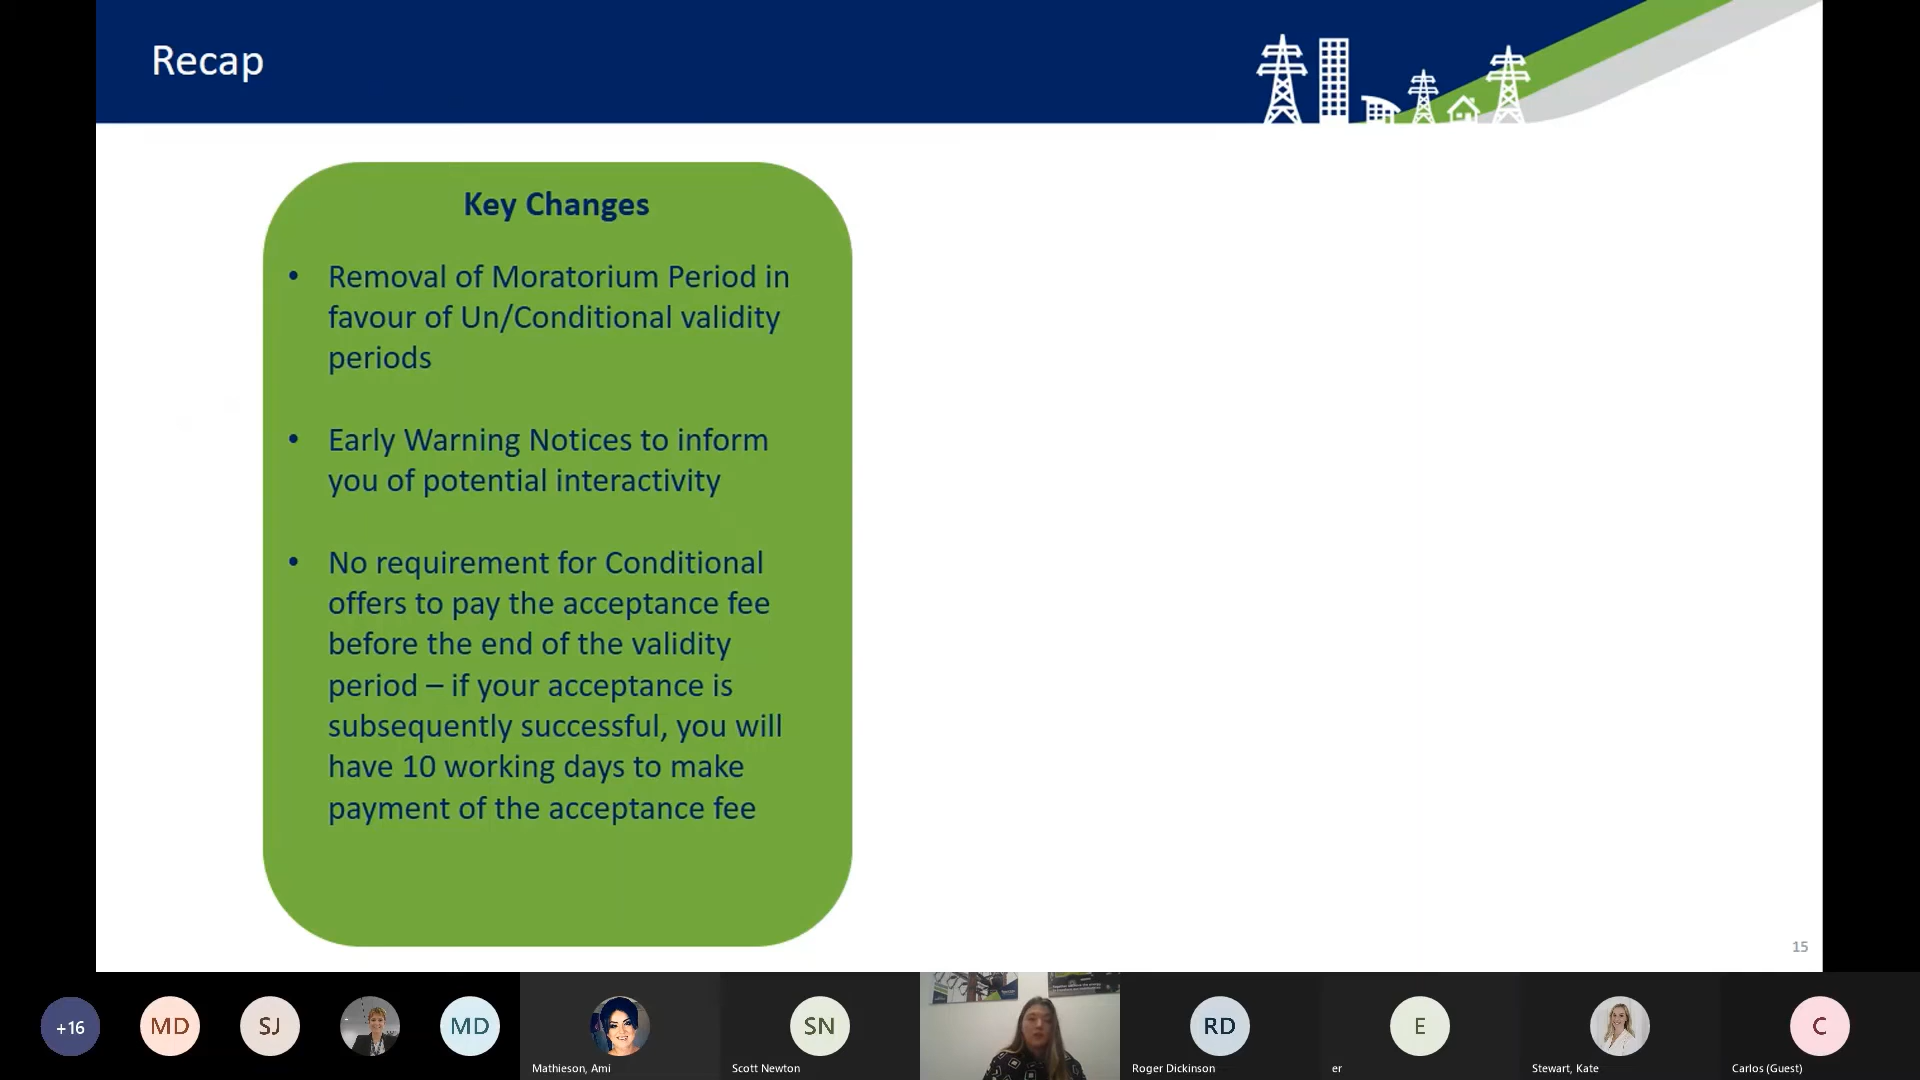 Recap
Key Changes
• Removal of Moratorium Period in
favour of Un/Conditional validity
periods
• Early Warning Notices to inform
you of potential interactivity
• No requirement for Conditional
offers to pay the acceptance fee
before the end of the validity
period – if your acceptance is
subsequently successful, you will
have 10 working days to make
payment of the acceptance fee
15
+16
MD
SJ
MD
Mathieson, Ami
SN
Scott Newton
RD
Roger Dickinson
E
er
Stewart, Kate
C
Carlos (Guest)